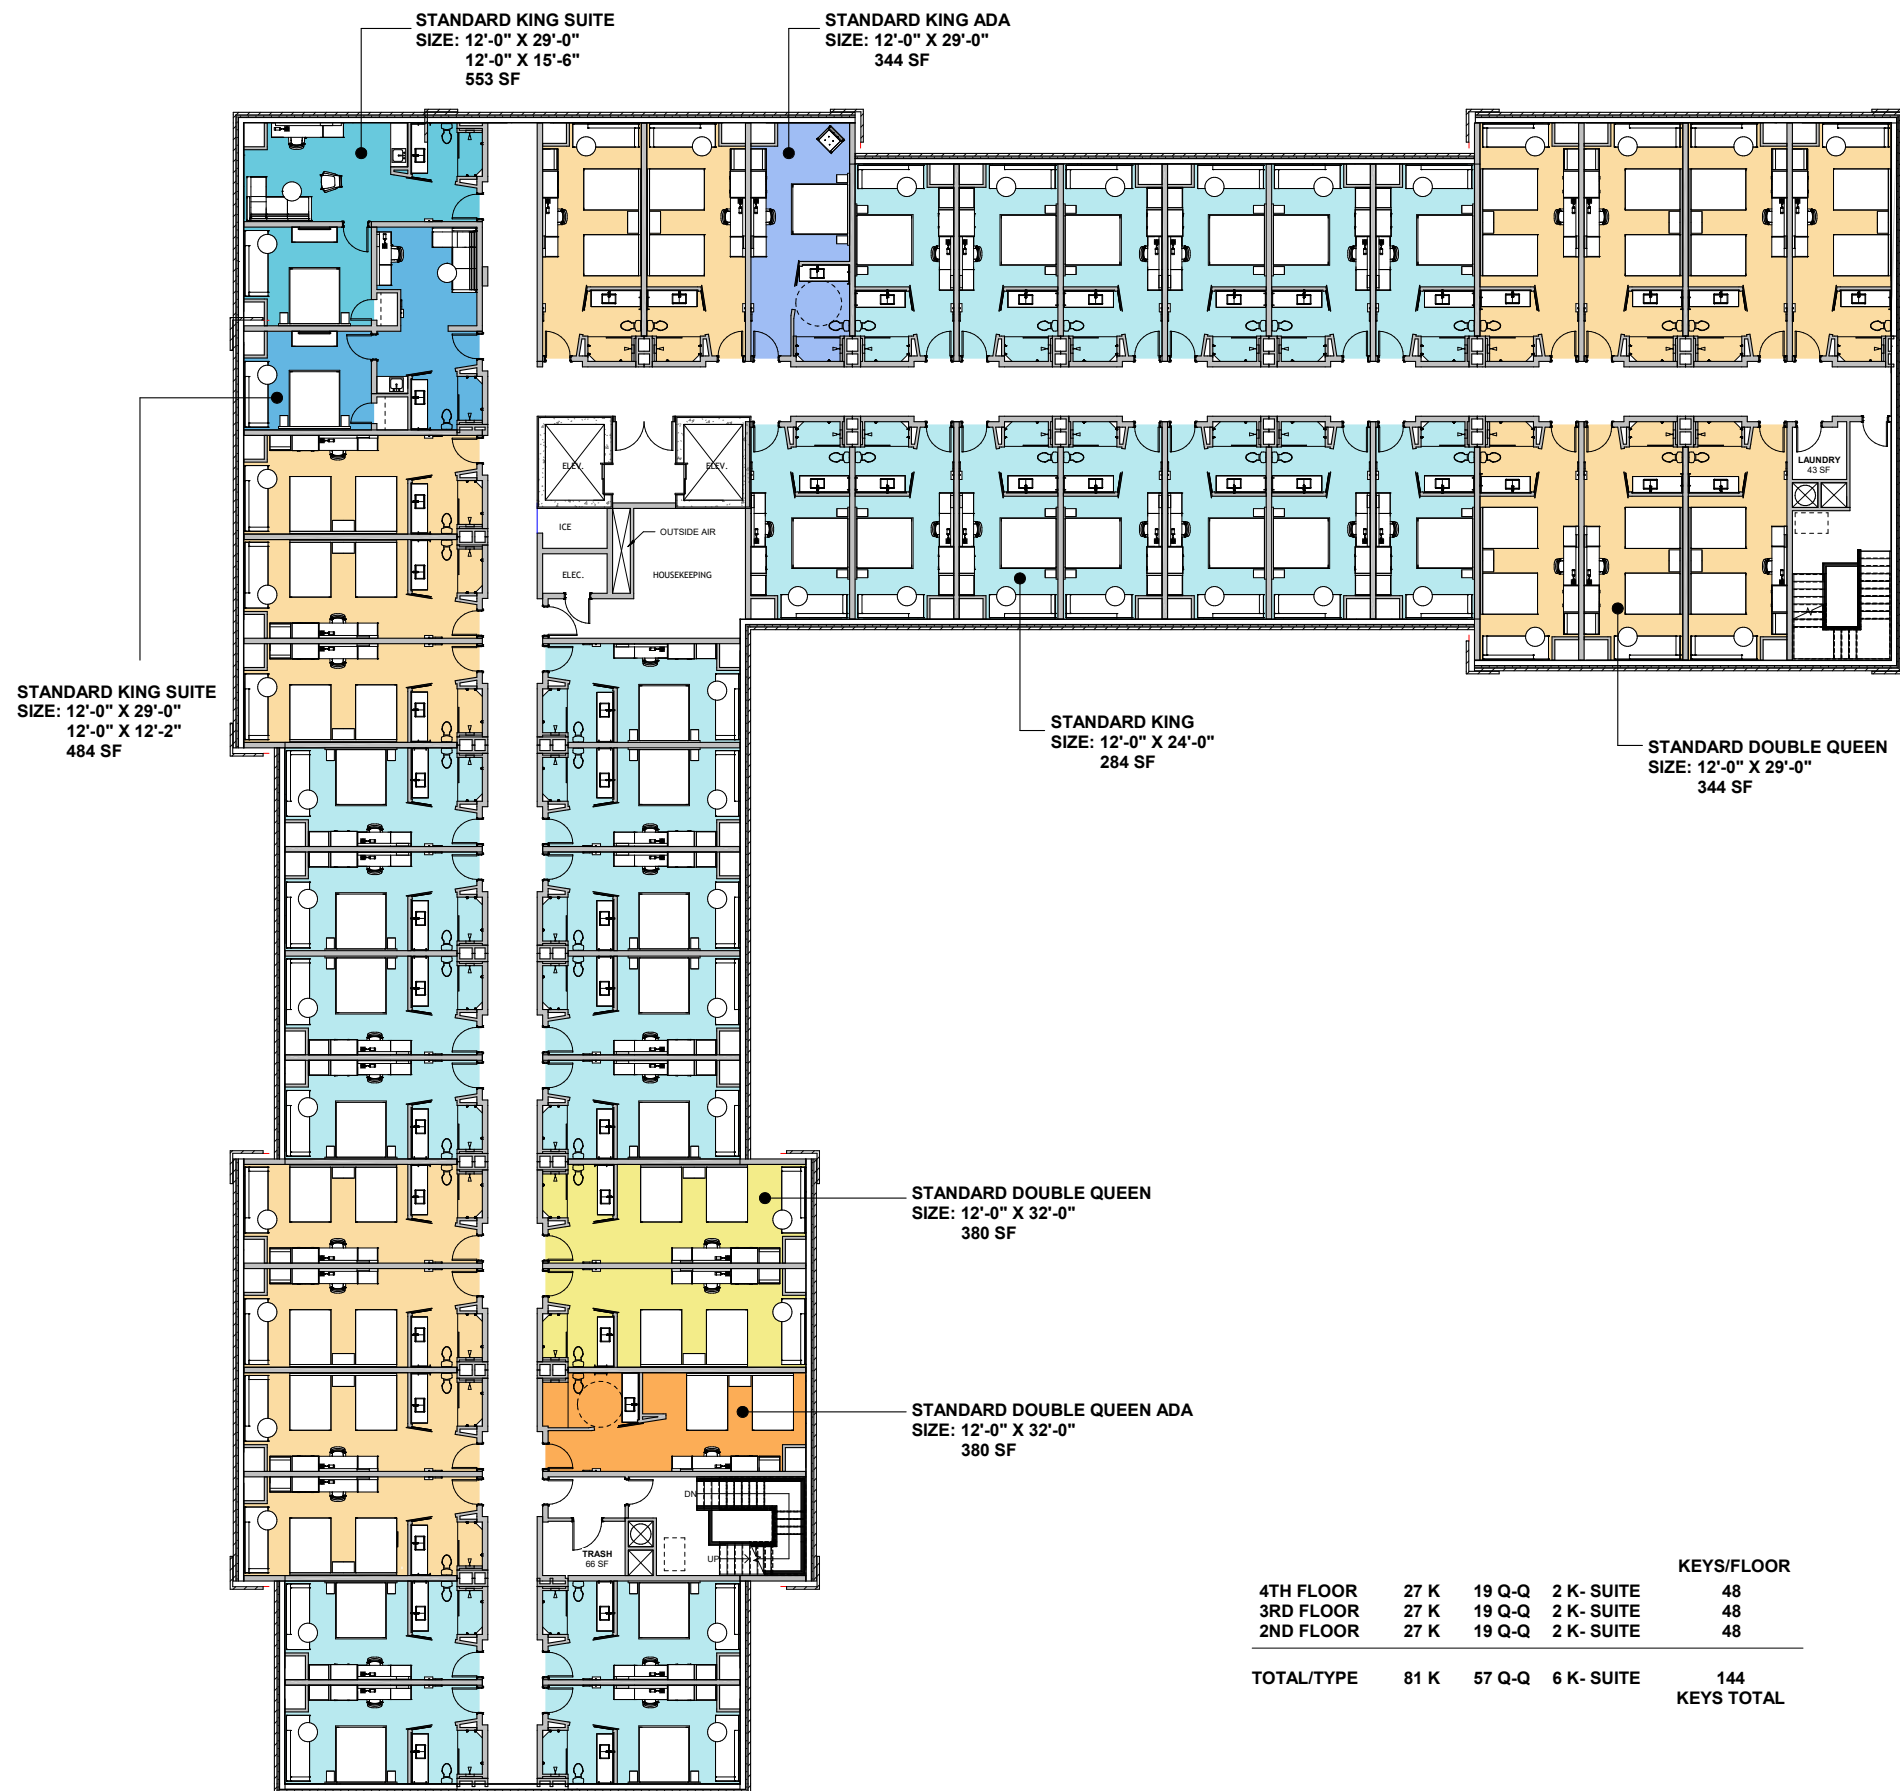 STANDARD KING SUITE
SIZE: 12'-0" X 29'-0"
12'-0" X 15'-6"
553 SF
STANDARD KING ADA
SIZE: 12'-0" X 29'-0"
344 SF
ELEV.
ELEV.
ICE
OUTSIDE AIR
ELEC.
HOUSEKEEPING
LAUNDRY
43 SF
STANDARD KING SUITE
SIZE: 12'-0" X 29'-0"
12'-0" X 12'-2"
484 SF
STANDARD KING
SIZE: 12'-0" X 24'-0"
284 SF
STANDARD DOUBLE QUEEN
SIZE: 12'-0" X 29'-0"
344 SF
STANDARD DOUBLE QUEEN
SIZE: 12'-0" X 32'-0"
380 SF
STANDARD DOUBLE QUEEN ADA
SIZE: 12'-0" X 32'-0"
380 SF
DN
TRASH
66 SF
UP
KEYS/FLOOR
4TH FLOOR 27 K 19 Q-Q 2 K- SUITE 48
3RD FLOOR 27 K 19 Q-Q 2 K- SUITE 48
2ND FLOOR 27 K 19 Q-Q 2 K- SUITE 48
TOTAL/TYPE 81 K 57 Q-Q 6 K- SUITE 144
KEYS TOTAL